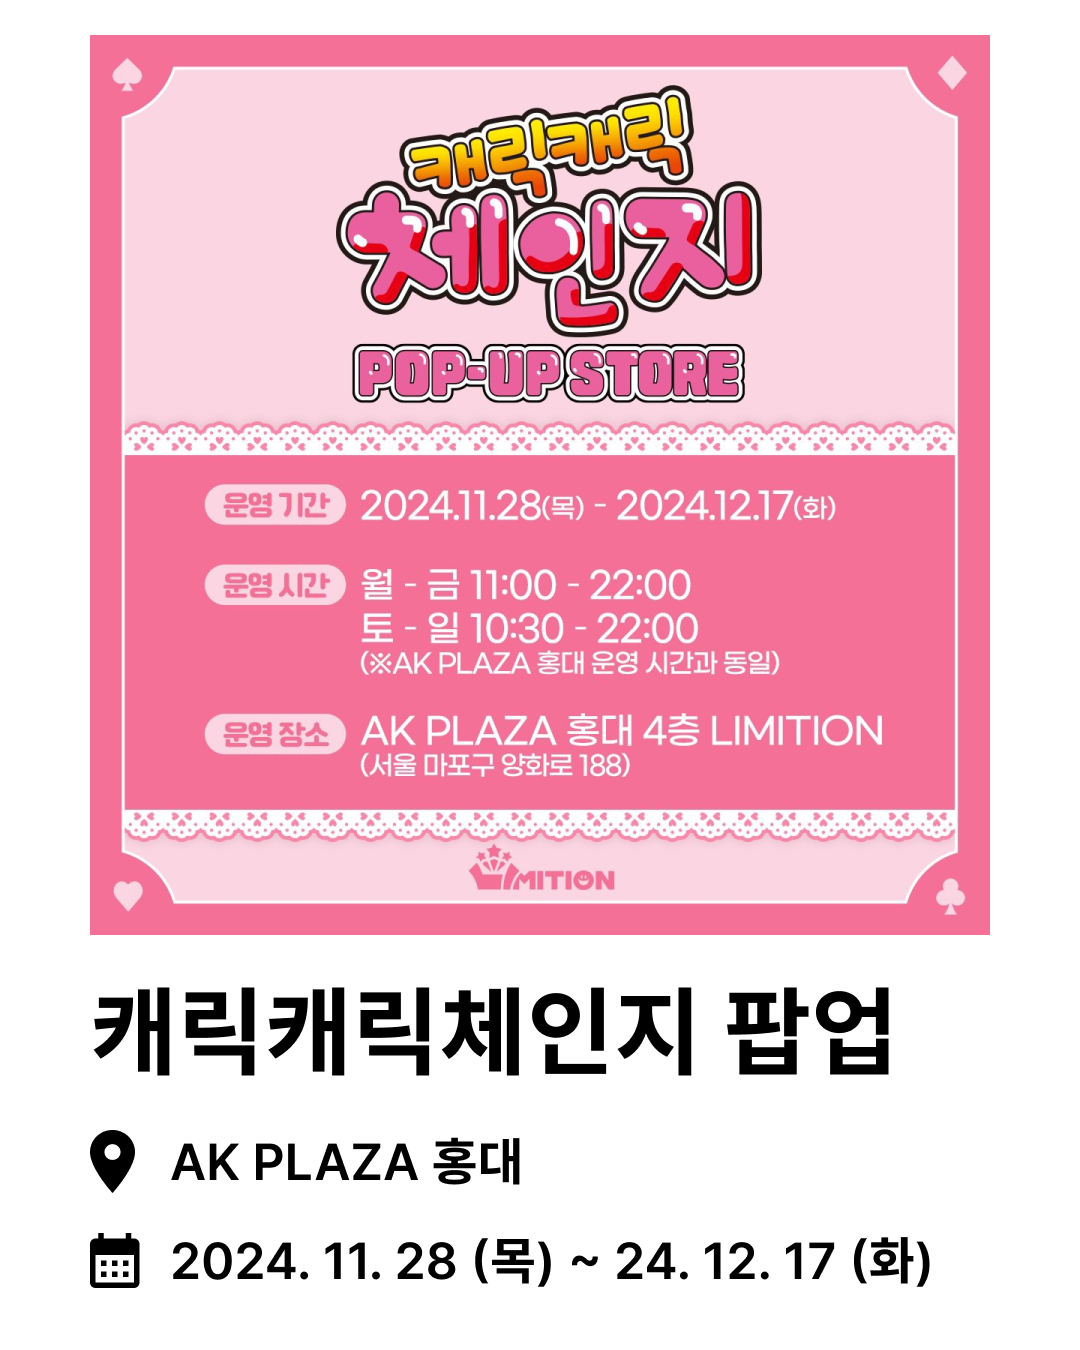 캐릭캐릭
체인지
POP-UP STORE
운영 기간 2024.11.28(목) - 2024.12.17(화)
운영 시간 월 - 금 11:00 - 22:00
토 - 일 10:30 - 22:00
(※AK PLAZA 홍대 운영 시간과 동일)
운영 장소 AK PLAZA 홍대 4층 LIMITION
(서울 마포구 양화로 188)
LIMITION
캐릭캐릭체인지 팝업
AK PLAZA 홍대
2024. 11. 28 (목) ~ 24. 12. 17 (화)